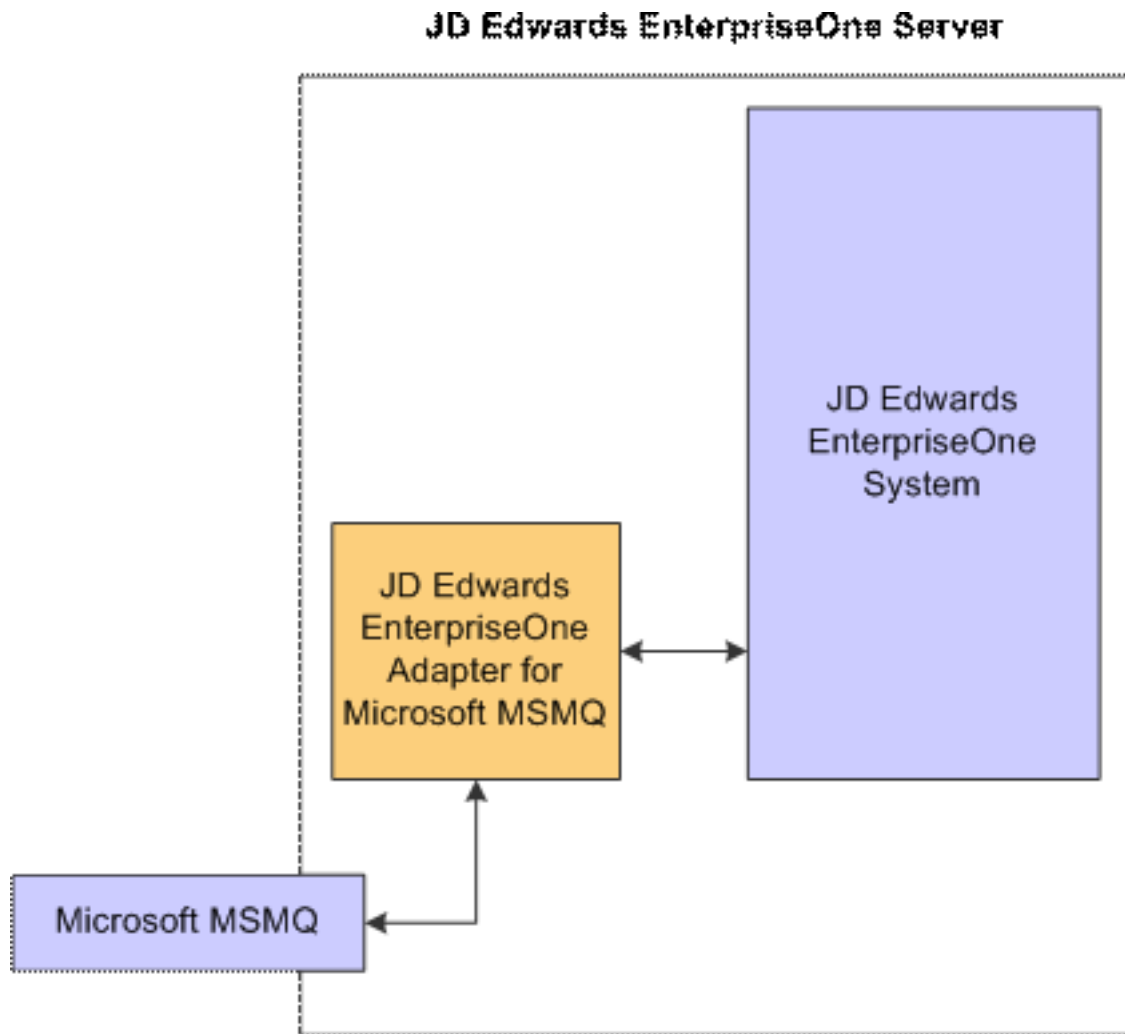 JD Edwards EnterpriseOne Server
JD Edwards
EnterpriseOne
System
JD Edwards
EnterpriseOne
Adapter for
Microsoft MSMQ
Microsoft MSMQ